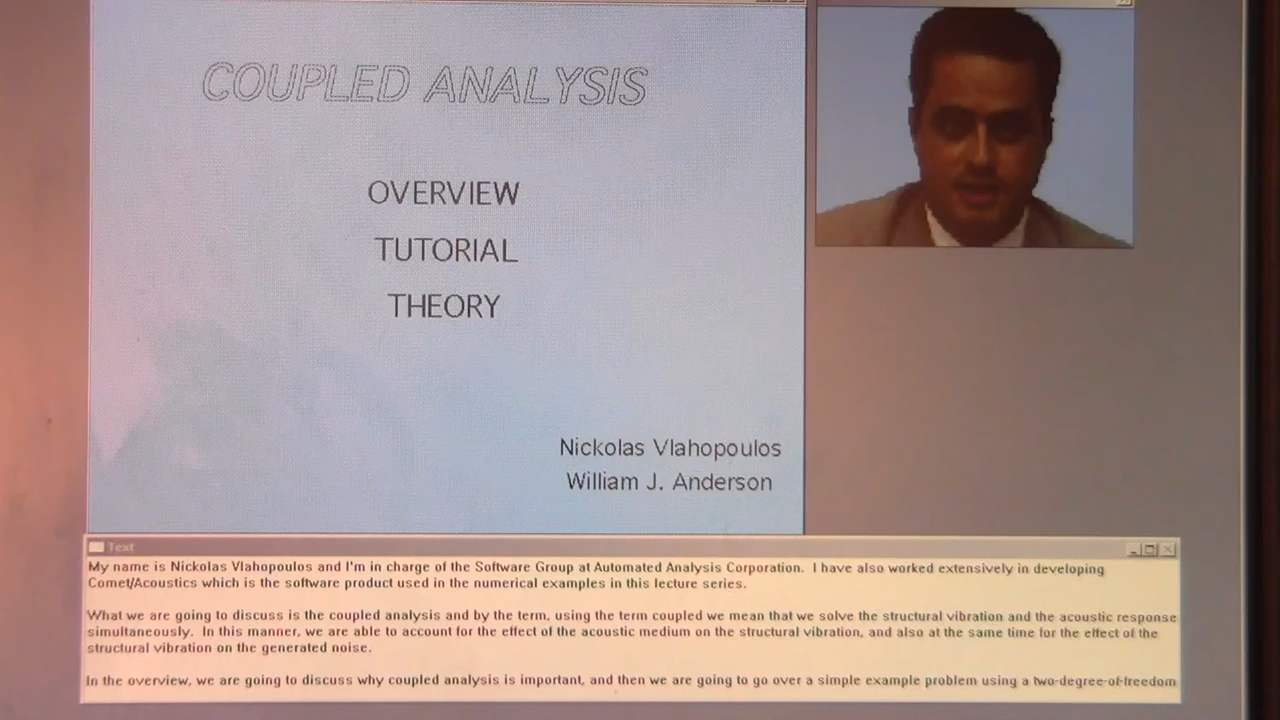 COUPLED ANALYSIS
OVERVIEW
TUTORIAL
THEORY
Nickolas Vlahopoulos
William J. Anderson
Text
My name is Nickolas Vlahopoulos and I'm in charge of the Software Group at Automated Analysis Corporation.  I have also worked extensively in developing
Comet/Acoustics which is the software product used in the numerical examples in this lecture series.
What we are going to discuss is the coupled analysis and by the term, using the term coupled we mean that we solve the structural vibration and the acoustic response
simultaneously.  In this manner, we are able to account for the effect of the acoustic medium on the structural vibration, and also at the same time for the effect of the
structural vibration on the generated noise.
In the overview, we are going to discuss why coupled analysis is important, and then we are going to go over a simple example problem using a two-degree-of-freedom